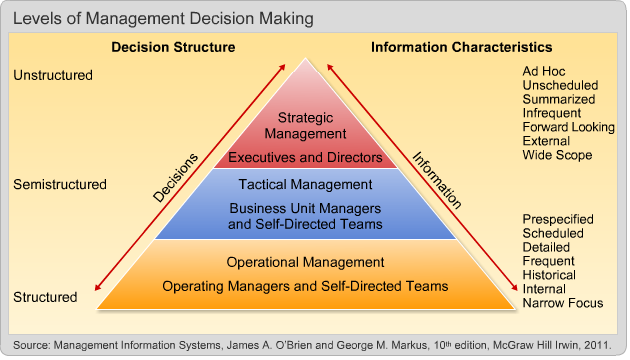 Levels of Management Decision Making
Decision Structure
Information Characteristics
Unstructured
Semistructured
Structured
Decisions
Strategic
Management
Executives and Directors
Tactical Management
Business Unit Managers
and Self-Directed Teams
Operational Management
Operating Managers and Self-Directed Teams
Information
Ad Hoc
Unscheduled
Summarized
Infrequent
Forward Looking
External
Wide Scope
Prespecified
Scheduled
Detailed
Frequent
Historical
Internal
Narrow Focus
Source: Management Information Systems, James A. O'Brien and George M. Markus, 10th edition, McGraw Hill Irwin, 2011.